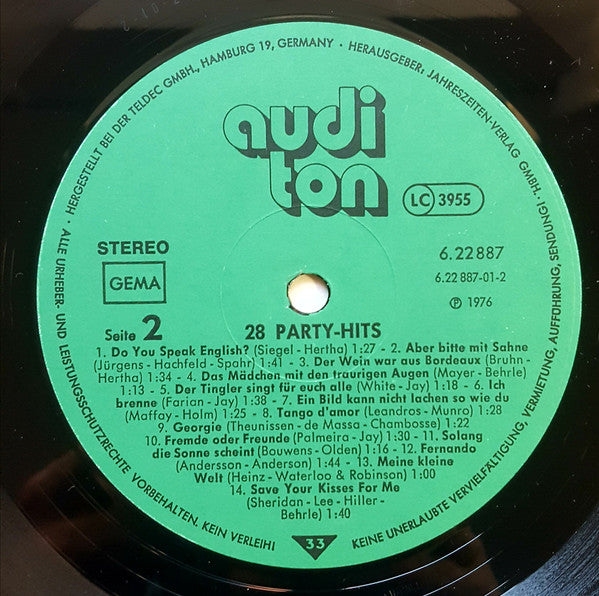 · HERGESTELLT BEI DER TELDEC GMBH., HAMBURG 19, GERMANY · HERAUSGEBER: JAHRESZEITEN-VERLAG GMBH. ·
audi
ton
LC 3955
STEREO
GEMA
6.22 887
6.22 887-01-2
Ⓟ 1976
Seite 2
28 PARTY-HITS
1. Do You Speak English? (Siegel - Hertha) 1:27 - 2. Aber bitte mit Sahne
(Jürgens - Hachfeld - Spahr) 1:41 - 3. Der Wein war aus Bordeaux (Bruhn -
Hertha) 1:34 - 4. Das Mädchen mit den traurigen Augen (Mayer - Behrle)
1:13 - 5. Der Tingler singt für euch alle (White - Jay) 1:18 - 6. Ich
brenne (Farian - Jay) 1:38 - 7. Ein Bild kann nicht lachen so wie du
(Maffay - Holm) 1:25 - 8. Tango d'amor (Leandros - Munro) 1:28
9. Georgie (Theunissen - de Massa - Chambosse) 1:22
10. Fremde oder Freunde (Palmeira - Jay) 1:30 - 11. Solang
die Sonne scheint (Bouwens - Olden) 1:16 - 12. Fernando
(Andersson - Anderson) 1:44 - 13. Meine kleine
Welt (Heinz - Waterloo & Robinson) 1:00
14. Save Your Kisses For Me
(Sheridan - Lee - Hiller -
Behrle) 1:40
ALLE URHEBER- UND LEISTUNGSSCHUTZRECHTE VORBEHALTEN. KEIN VERLEIH!
33
KEINE UNERLAUBTE VERVIELFÄLTIGUNG, VERMIETUNG, AUFFÜHRUNG, SENDUNG!